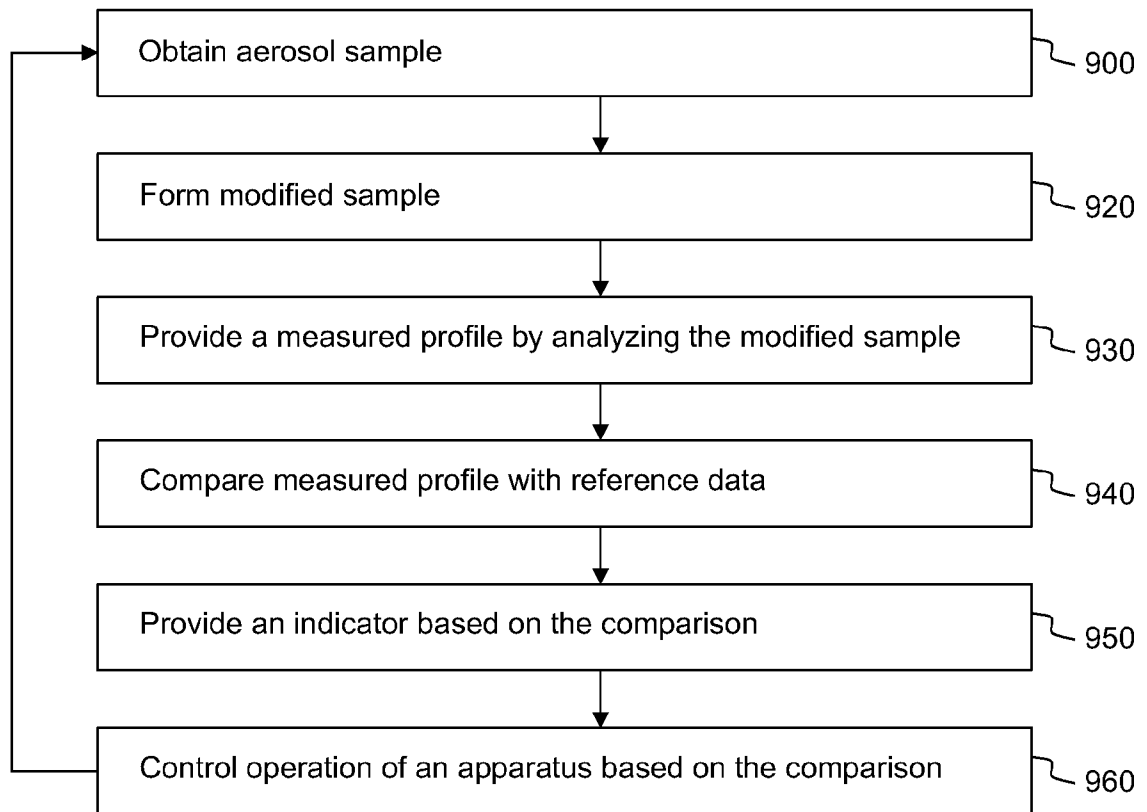 Obtain aerosol sample
900
Form modified sample
920
Provide a measured profile by analyzing the modified sample
930
Compare measured profile with reference data
940
Provide an indicator based on the comparison
950
Control operation of an apparatus based on the comparison
960